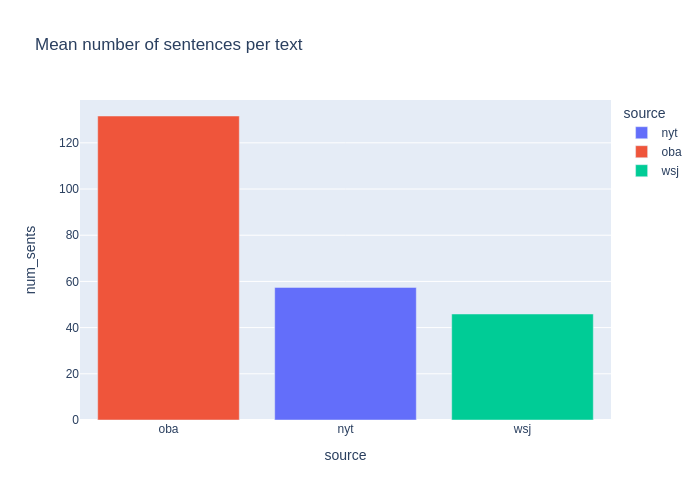 Mean number of sentences per text
source
nyt
oba
wsj
num_sents
120
100
80
60
40
20
0
oba nyt wsj
source